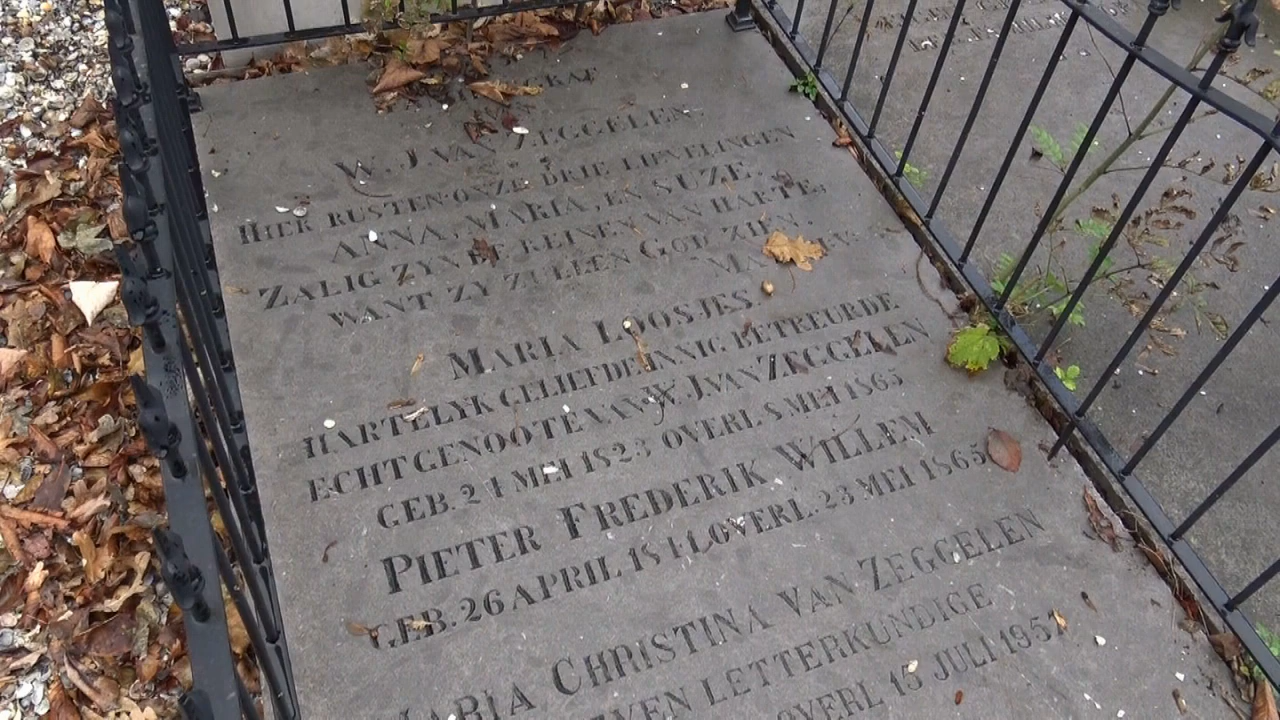 GRAF
W. J. VAN ZEGGELEN
HIER RUSTEN ONZE DRIE LIEVELINGEN
ANNA, MARIA, EN SUZE.
ZALIG ZYN DE REINEN VAN HARTE,
WANT ZY ZULLEN GOD ZIEN.
MARIA LOOSJES.
HARTELYK GELIEFDE INNIG BETREURDE
ECHTGENOOTE VAN W. J. VAN ZEGGELEN
GEB. 24 MEI 1823 OVERL. 8 MEI 1865
PIETER FREDERIK WILLEM
GEB. 26 APRIL 1844 OVERL. 23 MEI 1865
MARIA CHRISTINA VAN ZEGGELEN
LETTERKUNDIGE
OVERL 15 JULI 1957